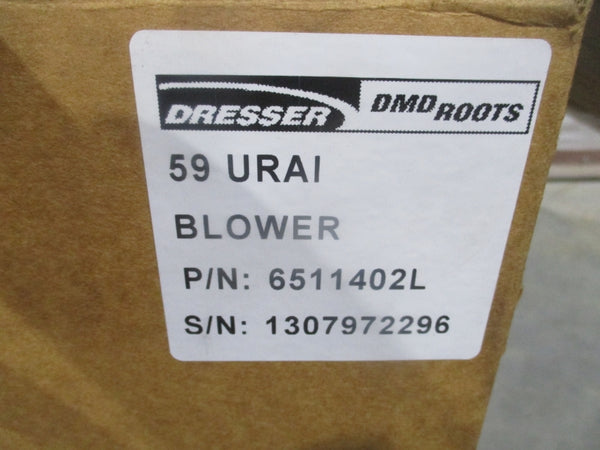 DRESSER DMD ROOTS
59 URAI
BLOWER
P/N: 6511402L
S/N: 1307972296